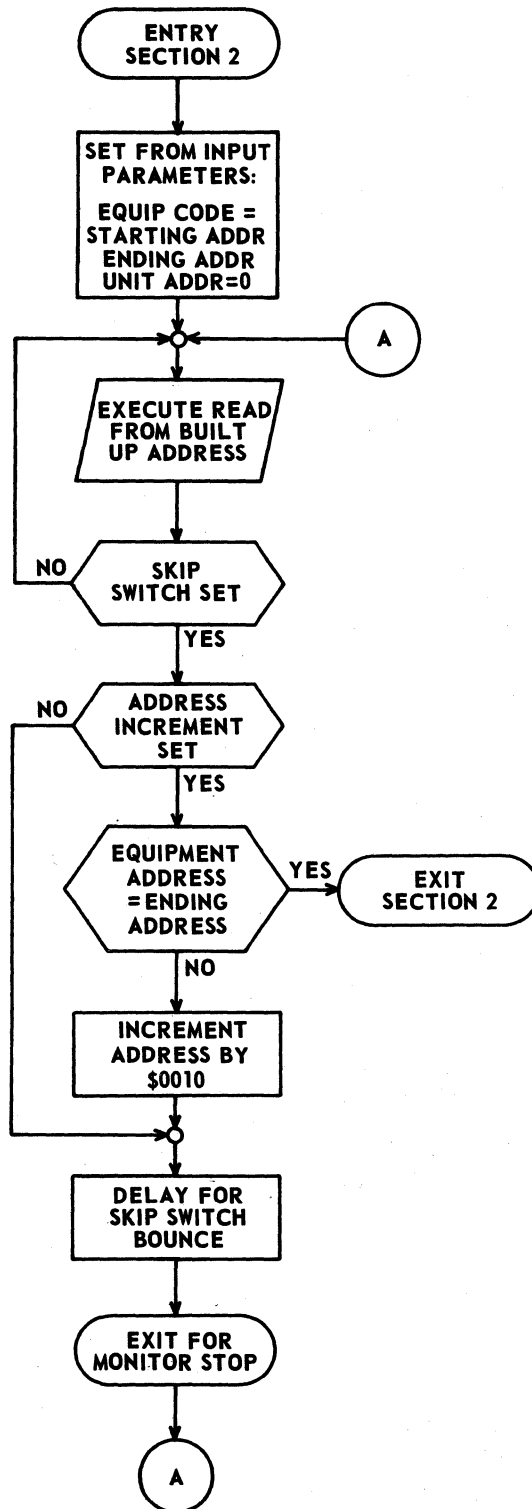 ENTRY
SECTION 2
SET FROM INPUT
PARAMETERS:
EQUIP CODE =
STARTING ADDR
ENDING ADDR
UNIT ADDR=0
A
EXECUTE READ
FROM BUILT
UP ADDRESS
NO
SKIP
SWITCH SET
YES
NO
ADDRESS
INCREMENT
SET
YES
EQUIPMENT
ADDRESS
= ENDING
ADDRESS
YES
EXIT
SECTION 2
NO
INCREMENT
ADDRESS BY
$0010
DELAY FOR
SKIP SWITCH
BOUNCE
EXIT FOR
MONITOR STOP
A